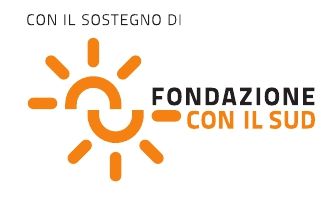 CON IL SOSTEGNO DI
FONDAZIONE
CON IL SUD